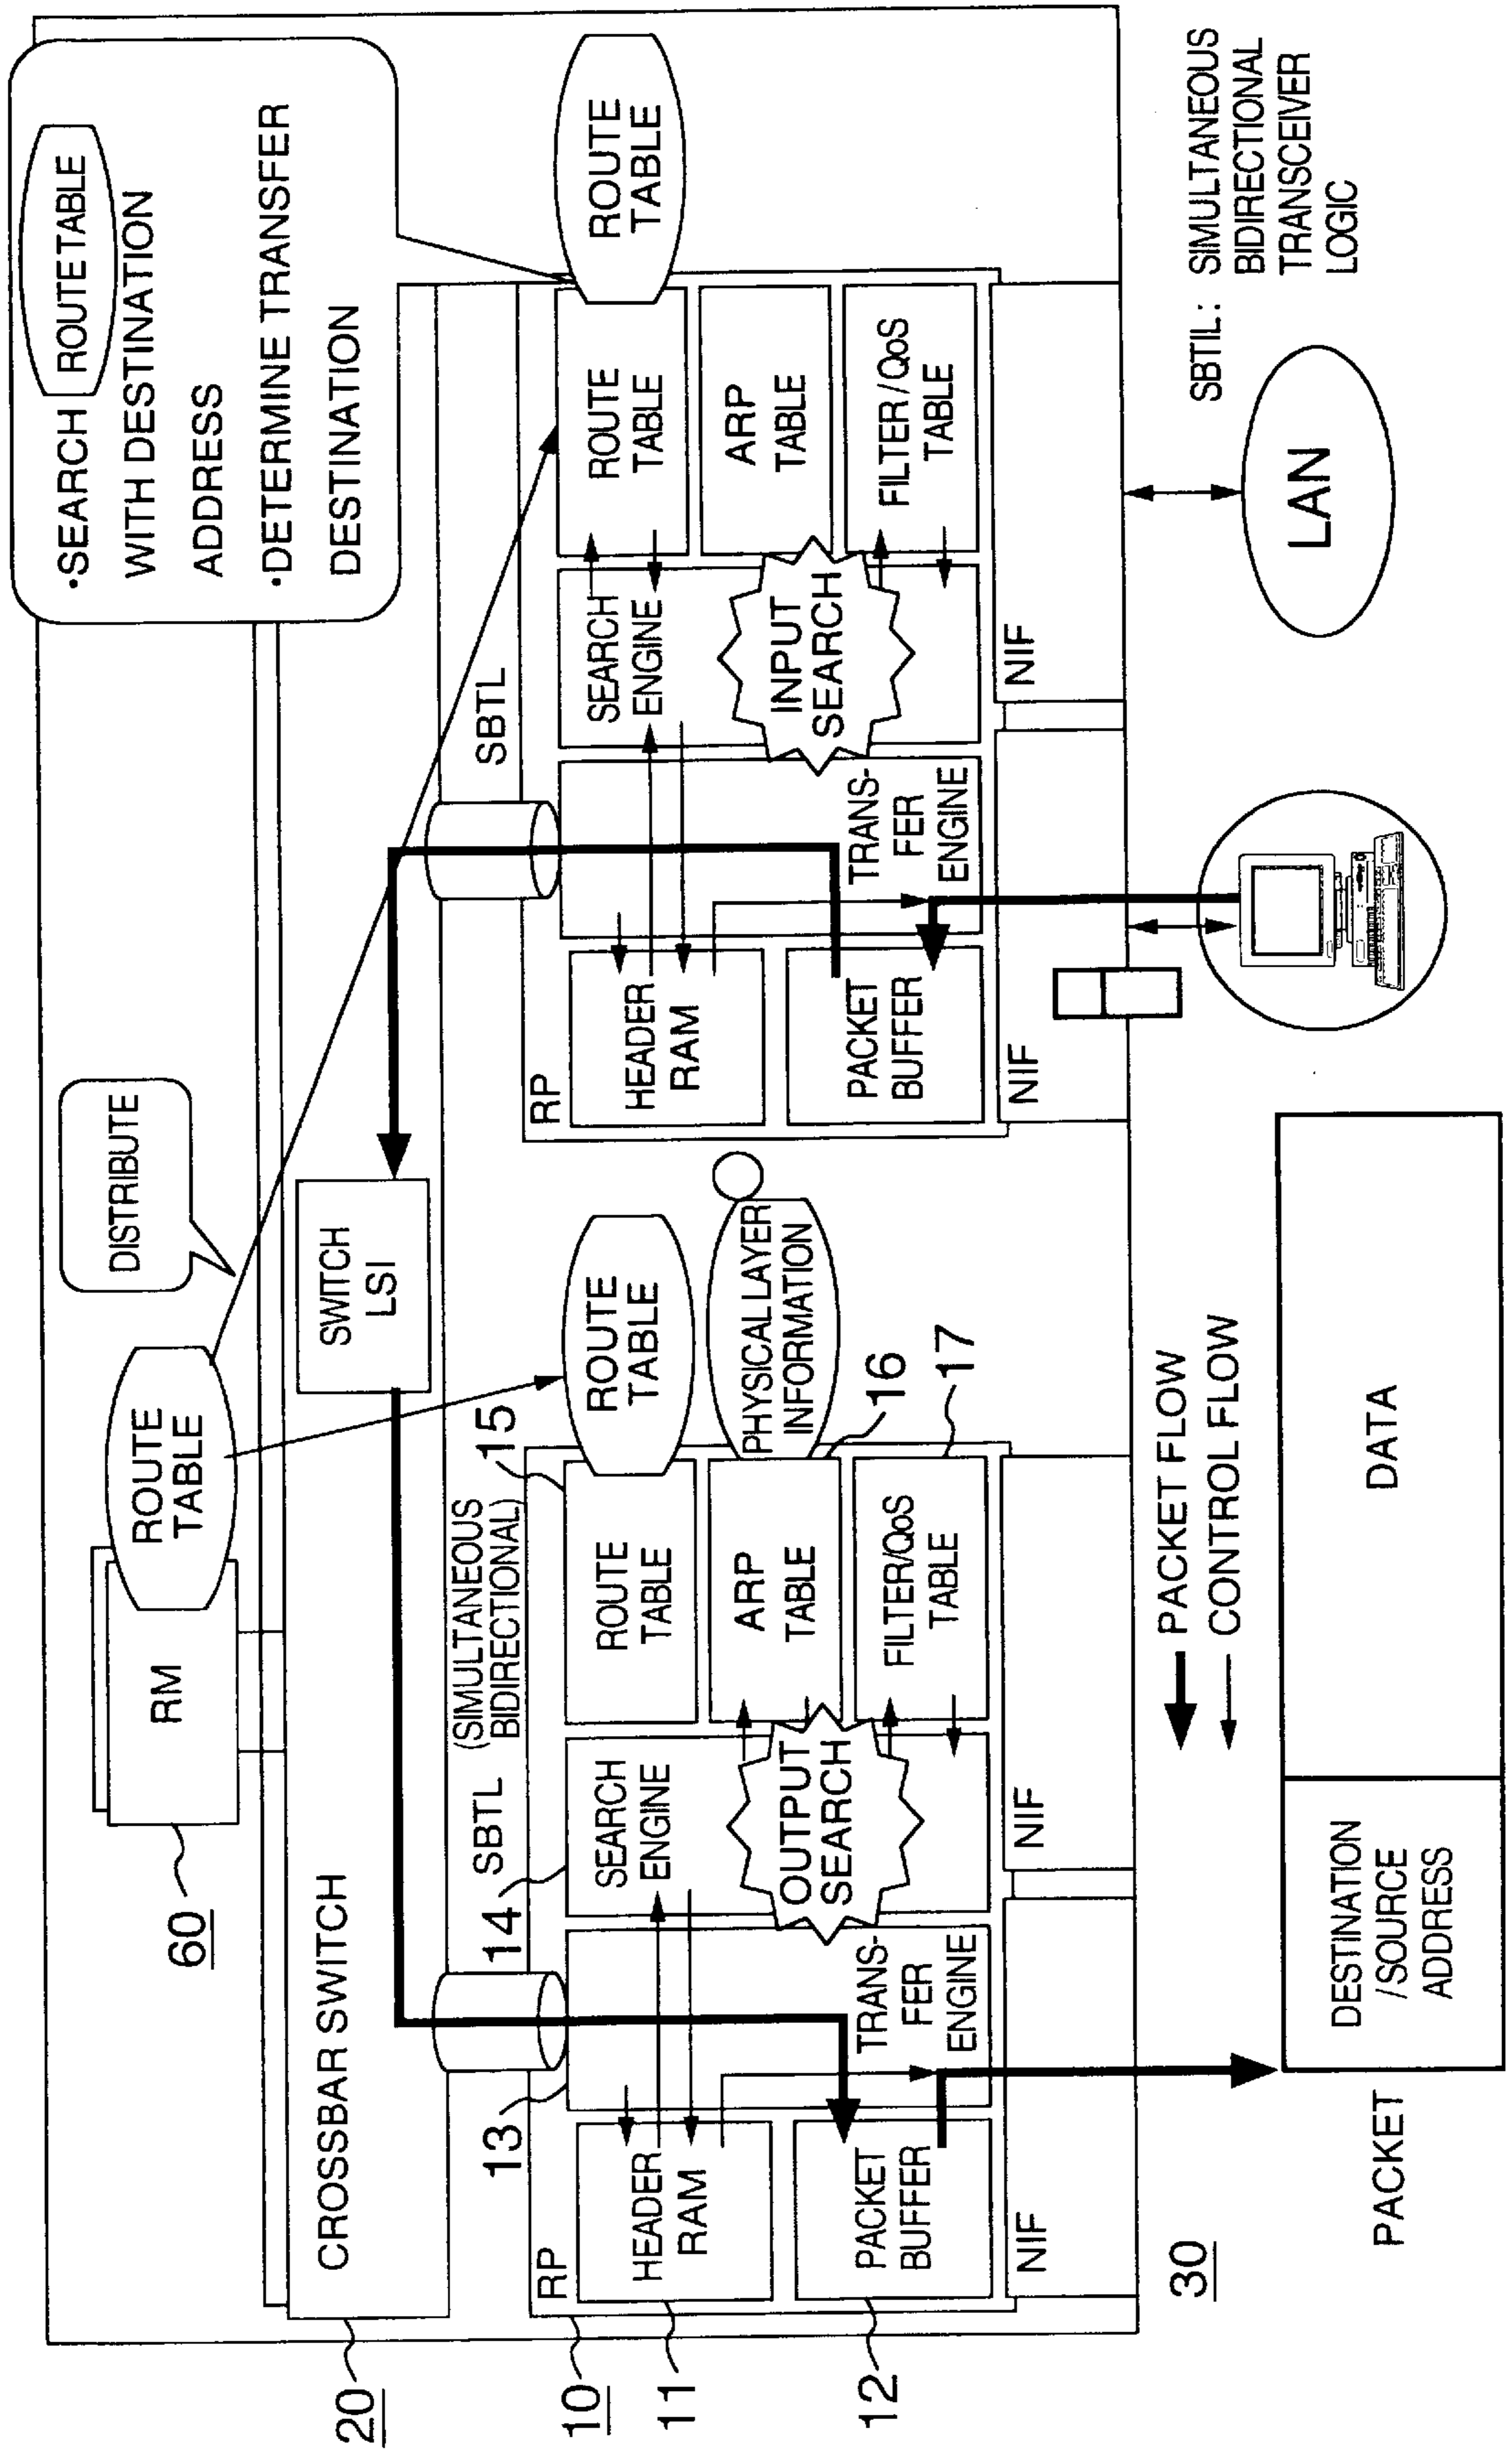 •SEARCH ROUTE TABLE
WITH DESTINATION
ADDRESS
•DETERMINE TRANSFER
DESTINATION
DISTRIBUTE
ROUTE
TABLE
RM
60
20
CROSSBAR SWITCH
SWITCH
LSI
SBTL
(SIMULTANEOUS
BIDIRECTIONAL)
SBTL
10
RP
11
HEADER
RAM
12
PACKET
BUFFER
13
TRANS-
FER
ENGINE
14
SEARCH
ENGINE
OUTPUT
SEARCH
15
ROUTE
TABLE
ARP
TABLE
16
FILTER/QoS
TABLE
17
ROUTE
TABLE
PHYSICAL LAYER
INFORMATION
NIF
NIF
RP
HEADER
RAM
PACKET
BUFFER
TRANS-
FER
ENGINE
SEARCH
ENGINE
INPUT
SEARCH
ROUTE
TABLE
ARP
TABLE
FILTER/QoS
TABLE
ROUTE
TABLE
NIF
NIF
30
PACKET FLOW
CONTROL FLOW
LAN
SBTIL: SIMULTANEOUS
BIDIRECTIONAL
TRANSCEIVER
LOGIC
PACKET
DESTINATION
/SOURCE
ADDRESS
DATA